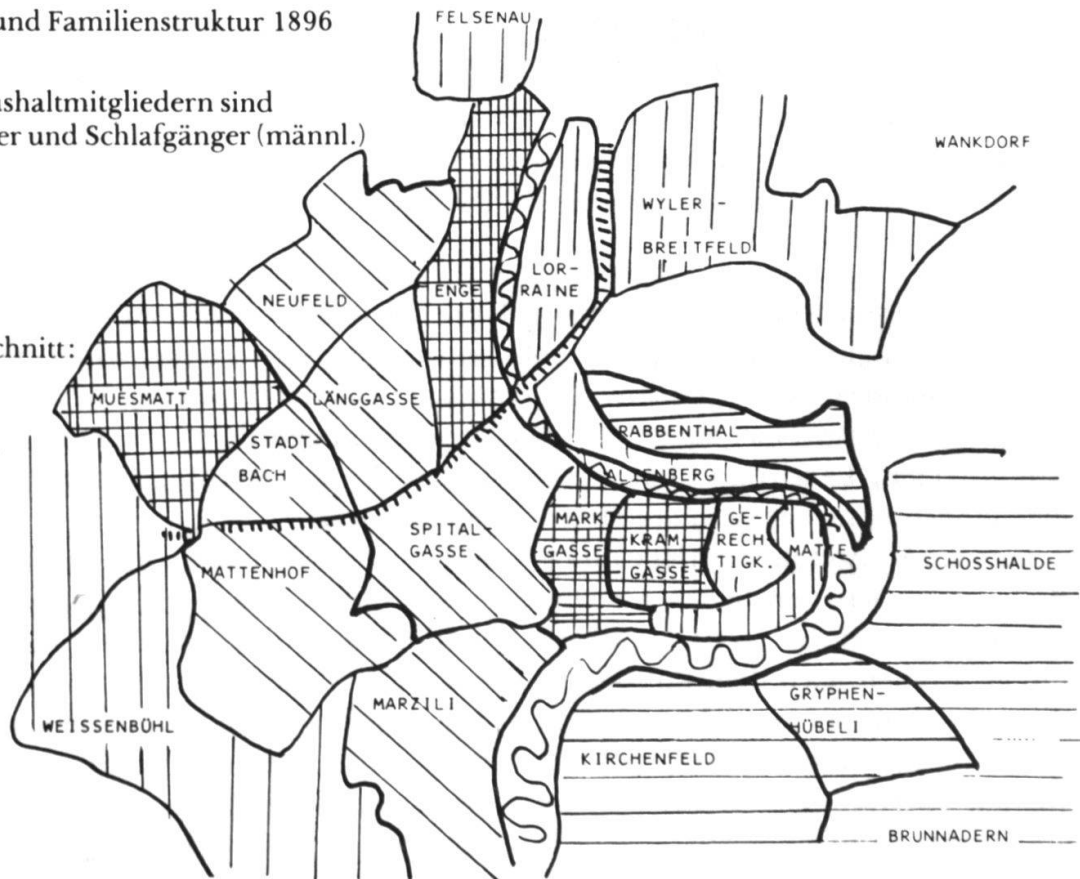 und Familienstruktur 1896
shaltmitgliedern sind
er und Schlafgänger (männl.)
chnitt:
FELSENAU
WANKDORF
WYLER -
BREITFELD
LOR-
RAINE
ENGE
NEUFELD
MUESMATT
LÄNGGASSE
STADT-
BACH
RABBENTHAL
ALTENBERG
SPITAL-
GASSE
MARKT
GASSE
KRAM
GASSE
GE-
RECH-
TIGK.
MATTE
SCHOSSHALDE
MATTENHOF
WEISSENBÜHL
MARZILI
GRYPHEN-
HÜBELI
KIRCHENFELD
BRUNNADERN